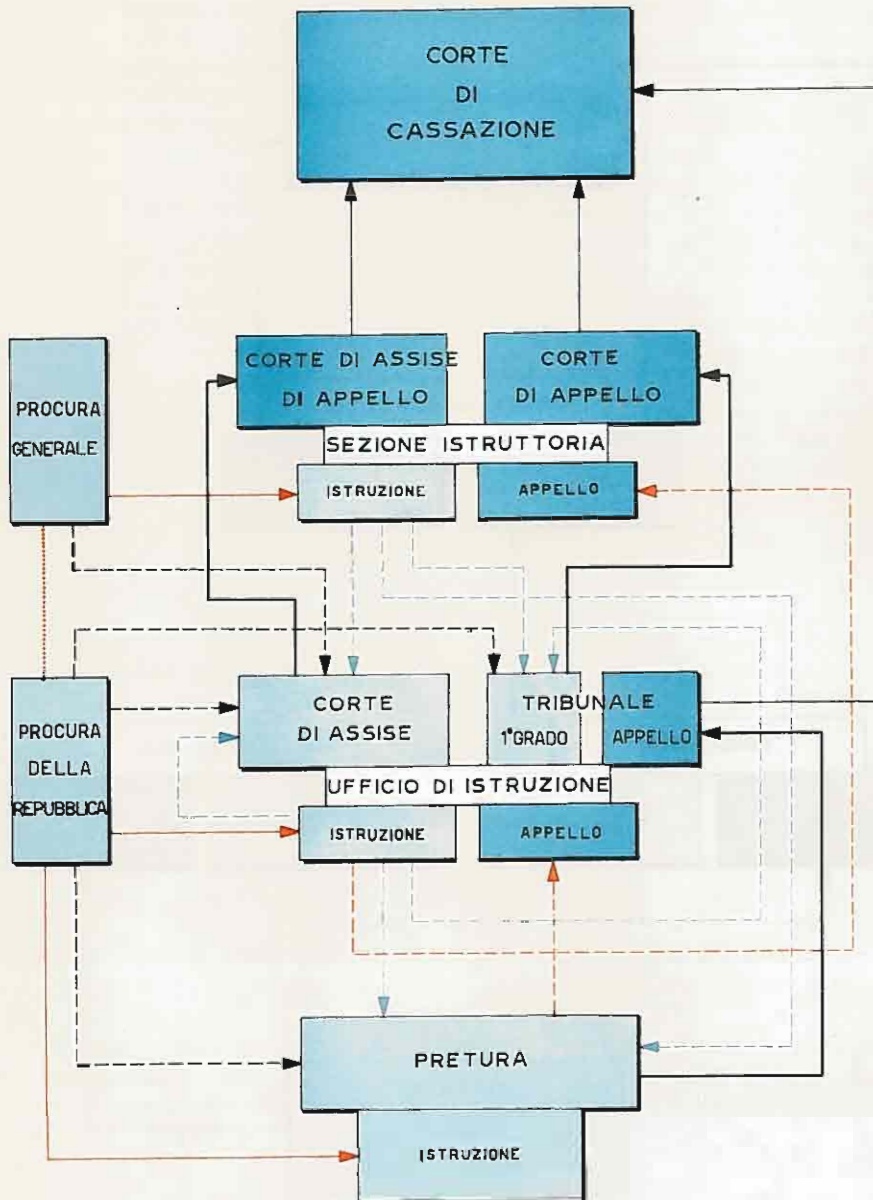 CORTE
DI
CASSAZIONE
CORTE DI ASSISE
DI APPELLO
CORTE
DI APPELLO
PROCURA
GENERALE
SEZIONE ISTRUTTORIA
ISTRUZIONE
APPELLO
PROCURA
DELLA
REPUBBLICA
CORTE
DI ASSISE
TRIBUNALE
1° GRADO
APPELLO
UFFICIO DI ISTRUZIONE
ISTRUZIONE
APPELLO
PRETURA
ISTRUZIONE